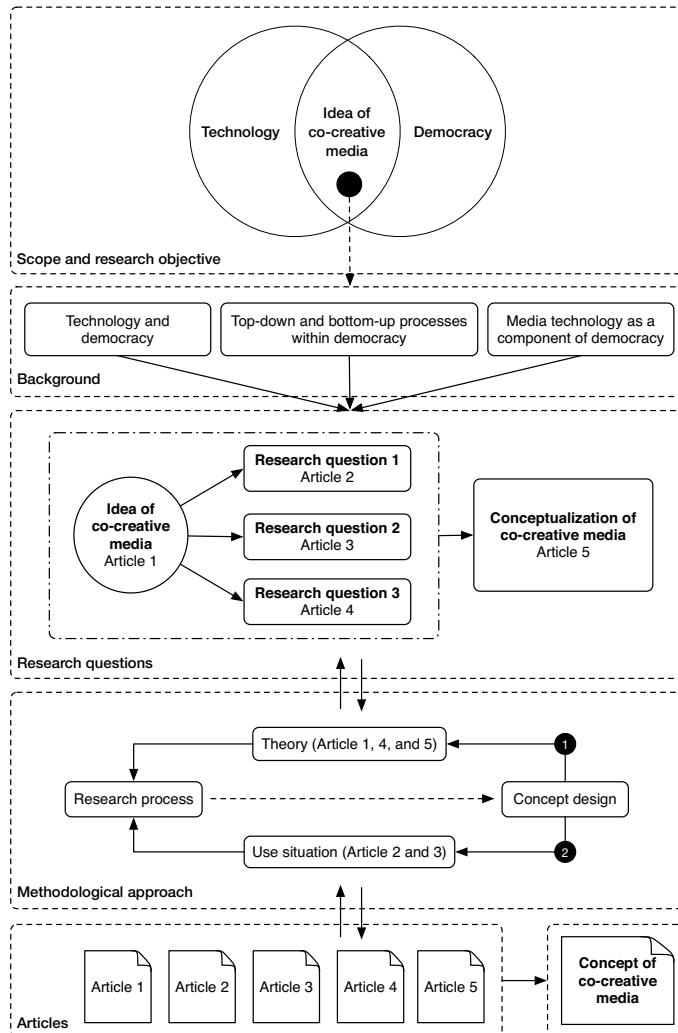 Technology
Idea of
co-creative
media
Democracy
Scope and research objective
Technology and
democracy
Top-down and bottom-up processes
within democracy
Media technology as a
component of democracy
Background
Idea of
co-creative
media
Article 1
Research question 1
Article 2
Research question 2
Article 3
Research question 3
Article 4
Conceptualization of
co-creative media
Article 5
Research questions
Theory (Article 1, 4, and 5)
1
Research process
Concept design
Use situation (Article 2 and 3)
2
Methodological approach
Article 1
Article 2
Article 3
Article 4
Article 5
Articles
Concept of
co-creative
media